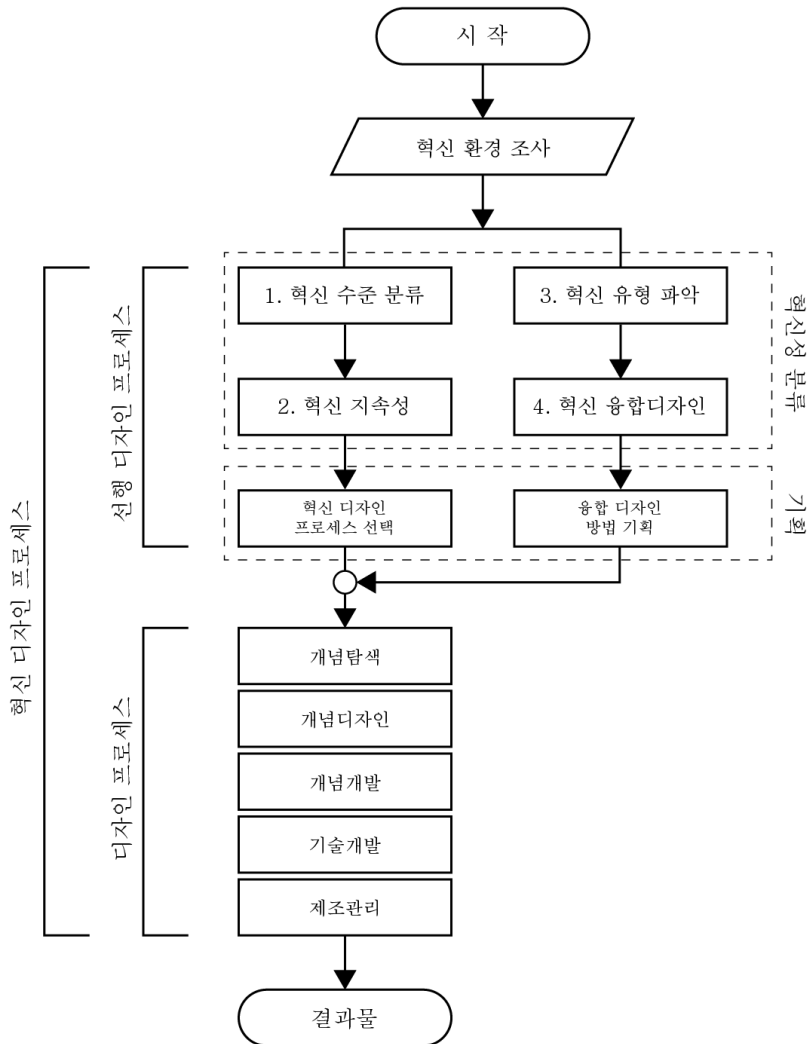 시 작
혁신 환경 조사
1. 혁신 수준 분류
3. 혁신 유형 파악
2. 혁신 지속성
4. 혁신 융합디자인
혁신성 분류
혁신 디자인
프로세스 선택
융합 디자인
방법 기획
기획
선행 디자인 프로세스
혁신 디자인 프로세스
디자인 프로세스
개념탐색
개념디자인
개념개발
기술개발
제조관리
결과물